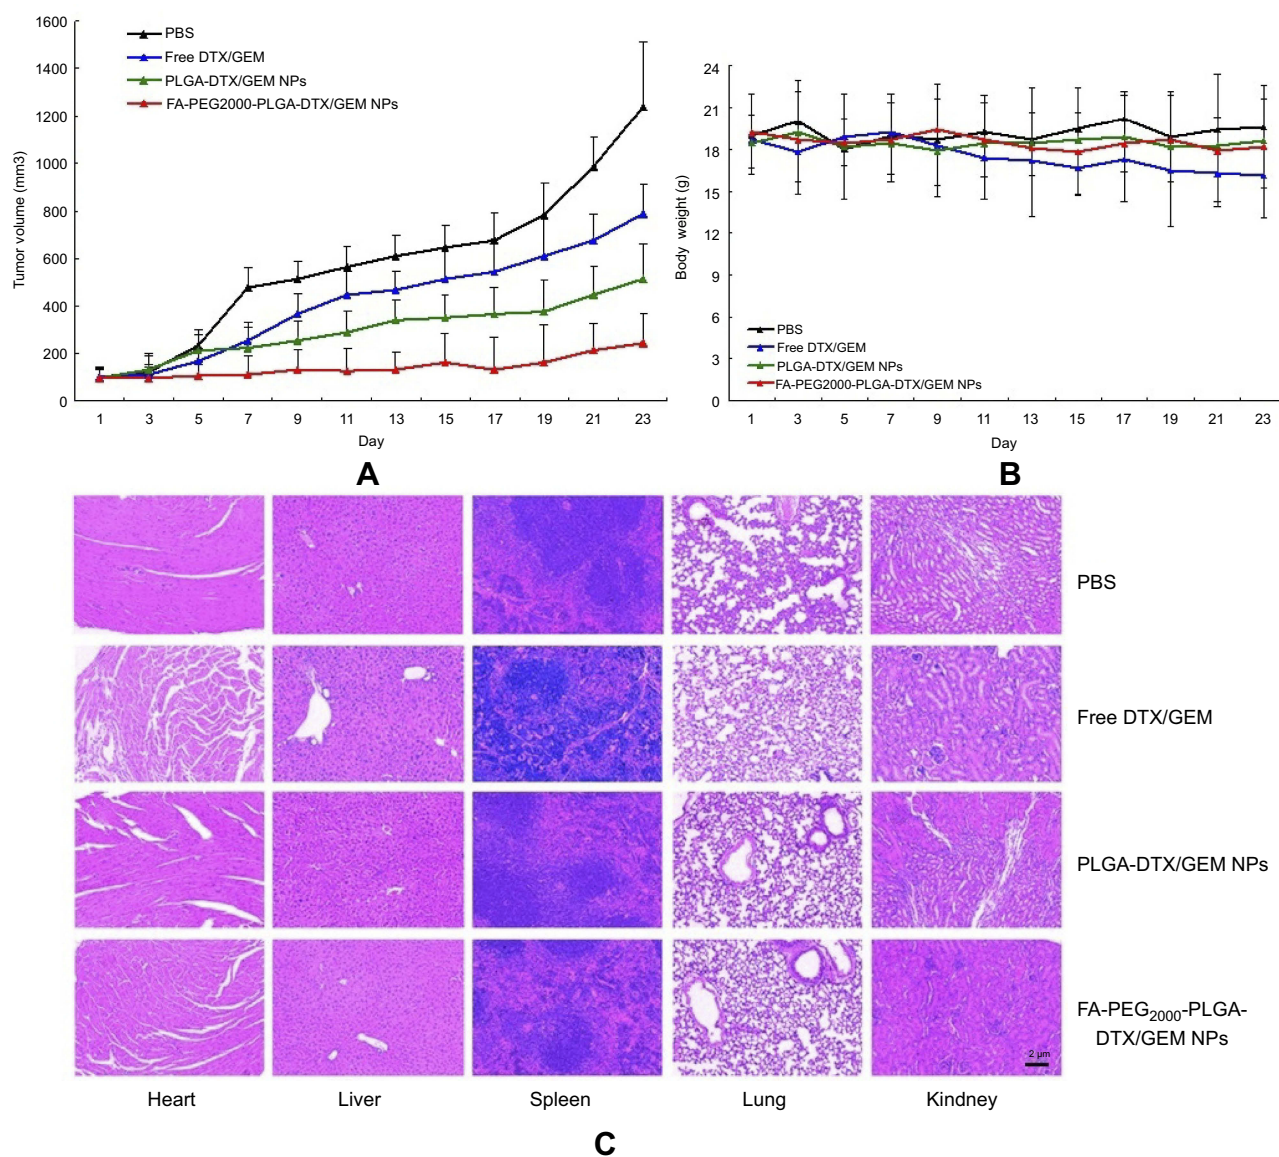 1600
1400
1200
1000
800
600
400
200
0
Tumor volume (mm3)
PBS
Free DTX/GEM
PLGA-DTX/GEM NPs
FA-PEG2000-PLGA-DTX/GEM NPs
1 3 5 7 9 11 13 15 17 19 21 23
Day
A
24
21
18
15
12
9
6
3
0
Body weight (g)
PBS
Free DTX/GEM
PLGA-DTX/GEM NPs
FA-PEG2000-PLGA-DTX/GEM NPs
1 3 5 7 9 11 13 15 17 19 21 23
Day
B
PBS
Free DTX/GEM
PLGA-DTX/GEM NPs
FA-PEG2000-PLGA-
DTX/GEM NPs
2 μm
Heart Liver Spleen Lung Kindney
C